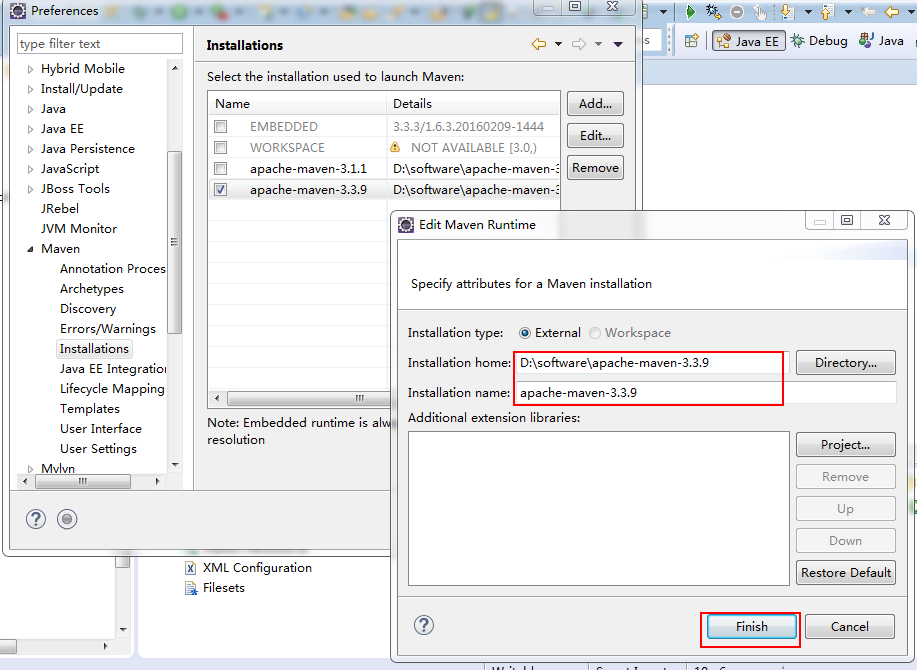 Preferences
type filter text
Hybrid Mobile
Install/Update
Java
Java EE
Java Persistence
JavaScript
JBoss Tools
JRebel
JVM Monitor
Maven
Annotation Proces
Archetypes
Discovery
Errors/Warnings
Installations
Java EE Integration
Lifecycle Mapping
Templates
User Interface
User Settings
Mylyn
Installations
Select the installation used to launch Maven:
Name Details
EMBEDDED 3.3.3/1.6.3.20160209-1444
WORKSPACE NOT AVAILABLE [3.0,)
apache-maven-3.1.1 D:\software\apache-maven-3
apache-maven-3.3.9 D:\software\apache-maven-3
Add...
Edit...
Remove
Note: Embedded runtime is alw
resolution
Java EE Debug Java
Edit Maven Runtime
Specify attributes for a Maven installation
Installation type: External Workspace
Installation home: D:\software\apache-maven-3.3.9 Directory...
Installation name: apache-maven-3.3.9
Additional extension libraries:
Project...
Remove
Up
Down
Restore Default
Finish Cancel
XML Configuration
Filesets